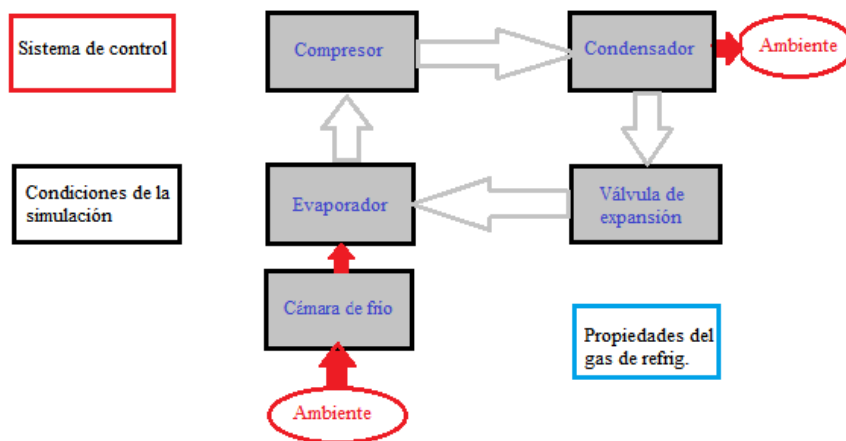 Sistema de control
Compresor
Condensador
Ambiente
Condiciones de la
simulación
Evaporador
Válvula de
expansión
Cámara de frío
Propiedades del
gas de refrig.
Ambiente